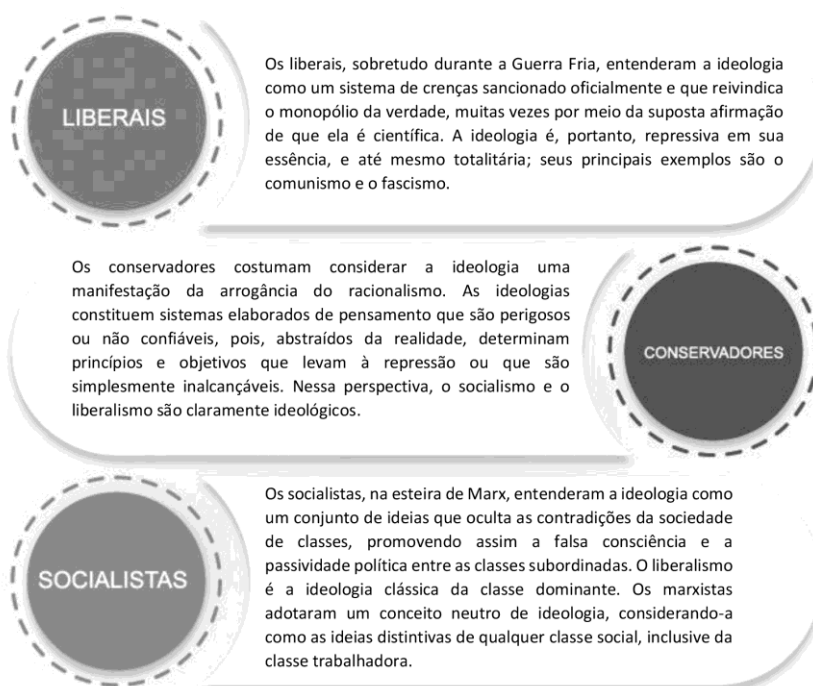 LIBERAIS
Os liberais, sobretudo durante a Guerra Fria, entenderam a ideologia
como um sistema de crenças sancionado oficialmente e que reivindica
o monopólio da verdade, muitas vezes por meio da suposta afirmação
de que ela é científica. A ideologia é, portanto, repressiva em sua
essência, e até mesmo totalitária; seus principais exemplos são o
comunismo e o fascismo.
Os conservadores costumam considerar a ideologia uma
manifestação da arrogância do racionalismo. As ideologias
constituem sistemas elaborados de pensamento que são perigosos
ou não confiáveis, pois, abstraídos da realidade, determinam
princípios e objetivos que levam à repressão ou que são
simplesmente inalcançáveis. Nessa perspectiva, o socialismo e o
liberalismo são claramente ideológicos.
CONSERVADORES
SOCIALISTAS
Os socialistas, na esteira de Marx, entenderam a ideologia como
um conjunto de ideias que oculta as contradições da sociedade
de classes, promovendo assim a falsa consciência e a
passividade política entre as classes subordinadas. O liberalismo
é a ideologia clássica da classe dominante. Os marxistas
adotaram um conceito neutro de ideologia, considerando-a
como as ideias distintivas de qualquer classe social, inclusive da
classe trabalhadora.